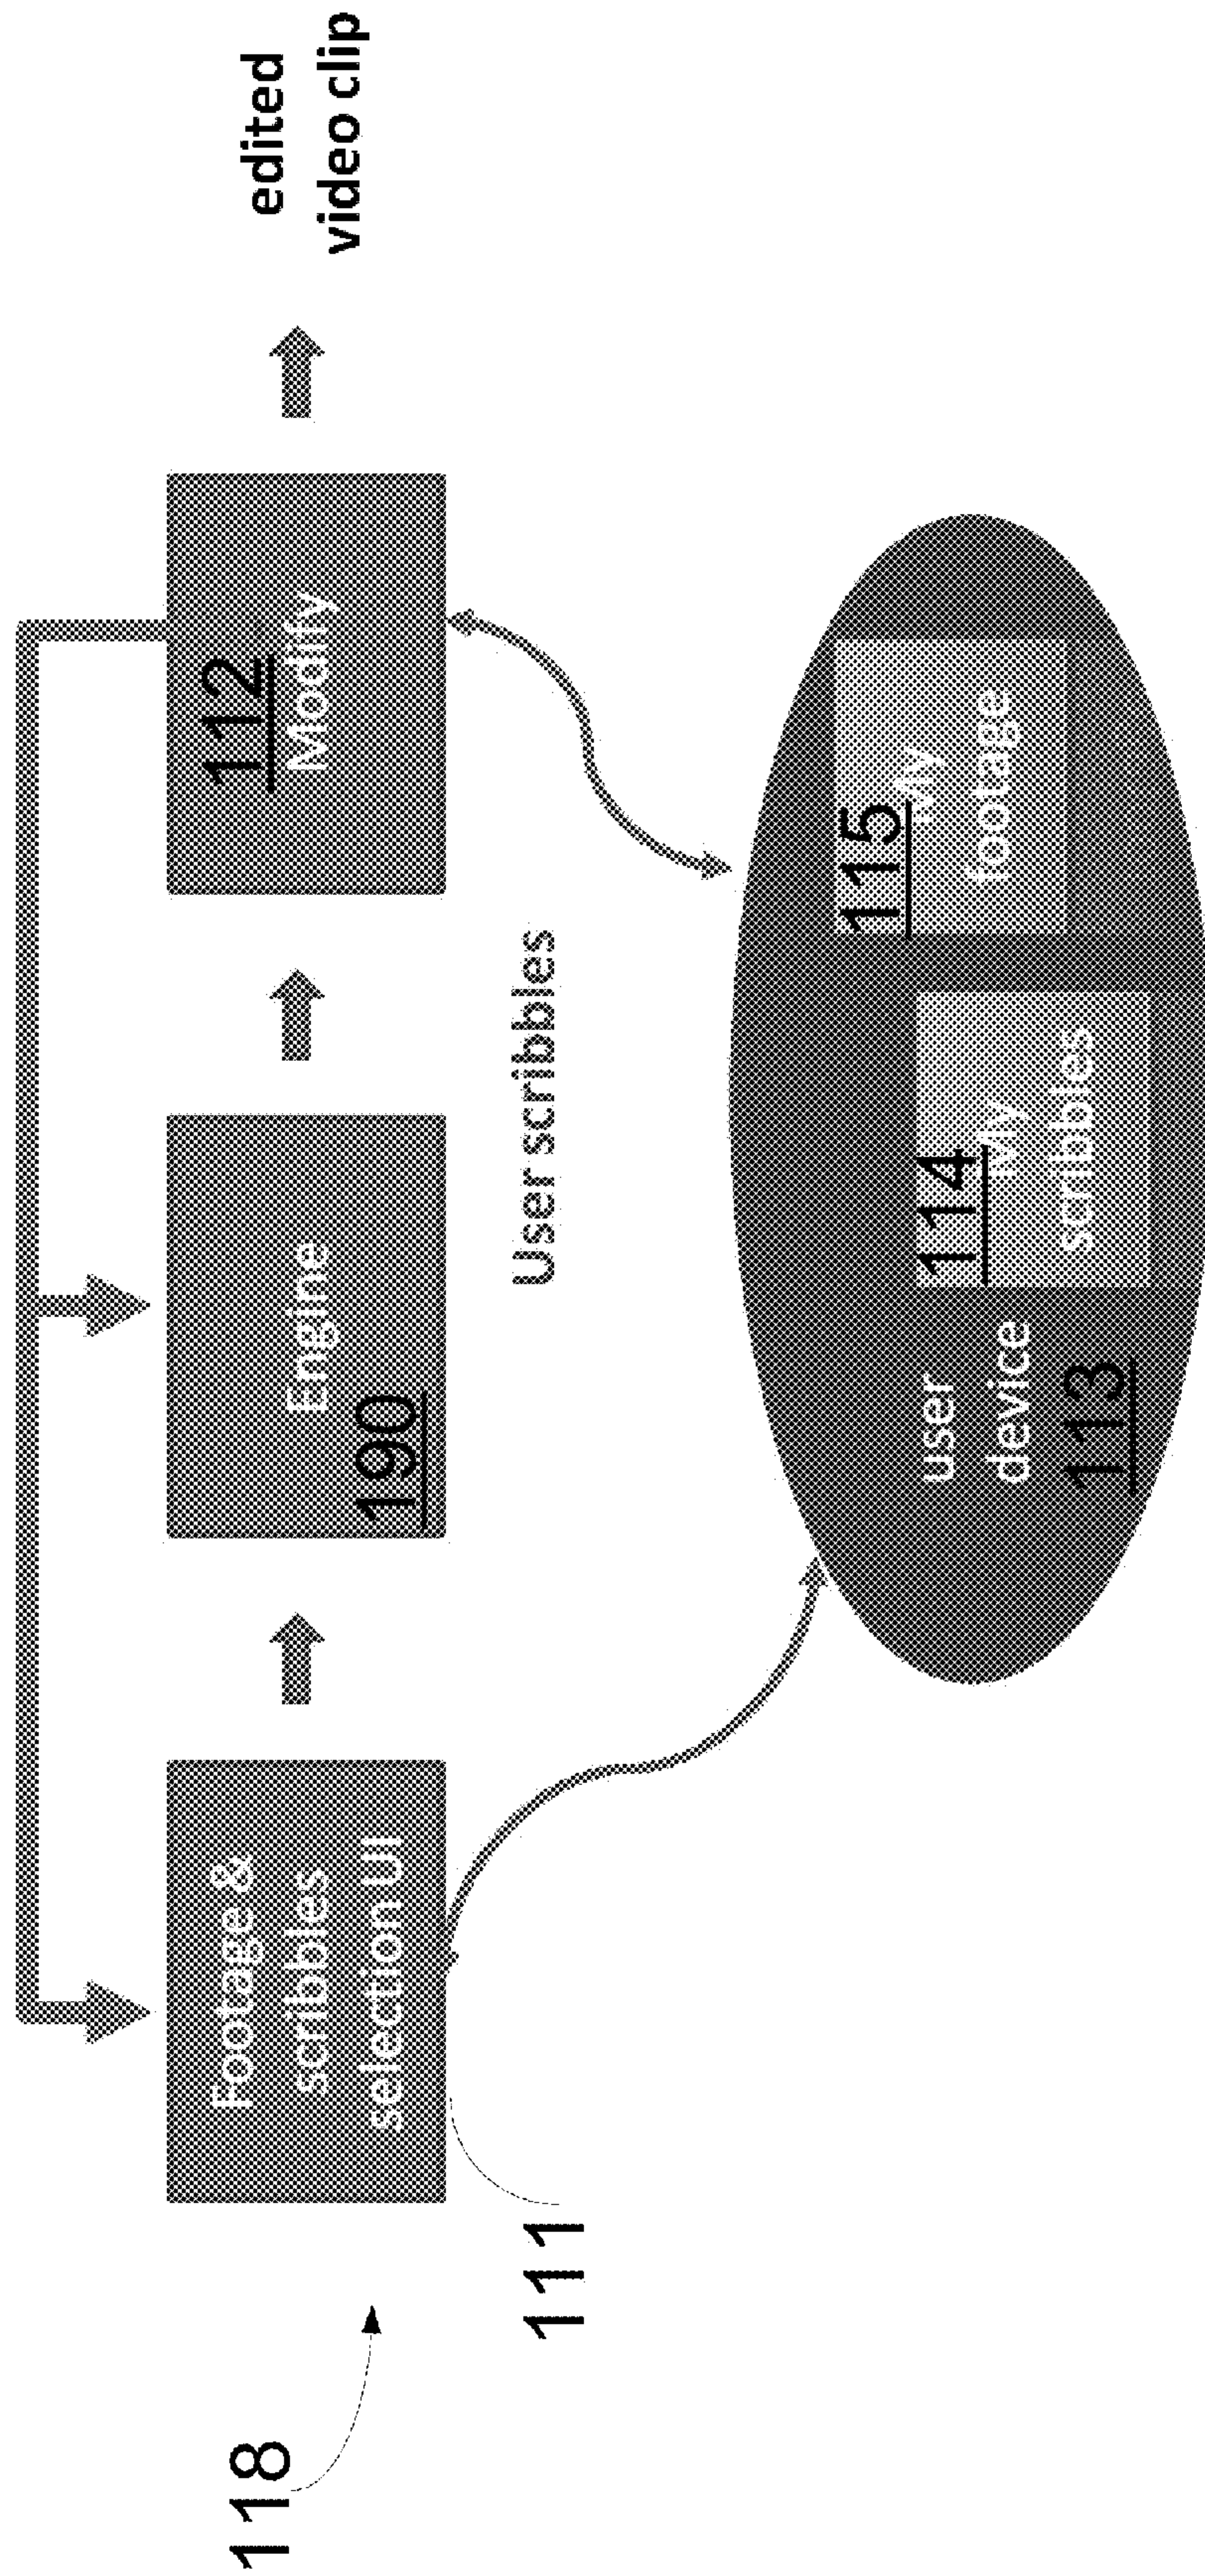 118
111
Footage &
scribbles
selection UI
Engine
190
112
Modify
edited
video clip
User scribbles
user
device
113
114
My
scribbles
115
My
footage